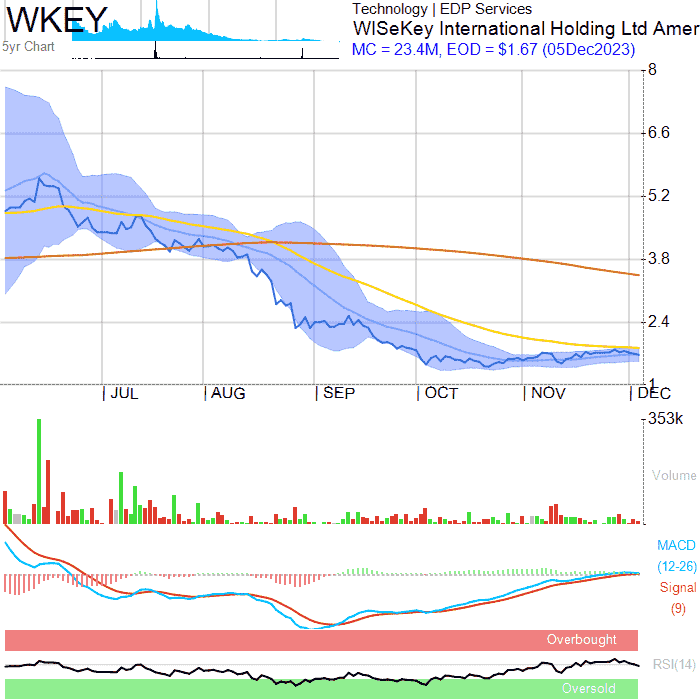 WKEY
5yr Chart
Technology | EDP Services
WISeKey International Holding Ltd Amer
MC = 23.4M, EOD = $1.67 (05Dec2023)
8
6.6
5.2
3.8
2.4
1
JUL
AUG
SEP
OCT
NOV
DEC
353k
Volume
MACD
(12-26)
Signal
(9)
Overbought
RSI(14)
Oversold